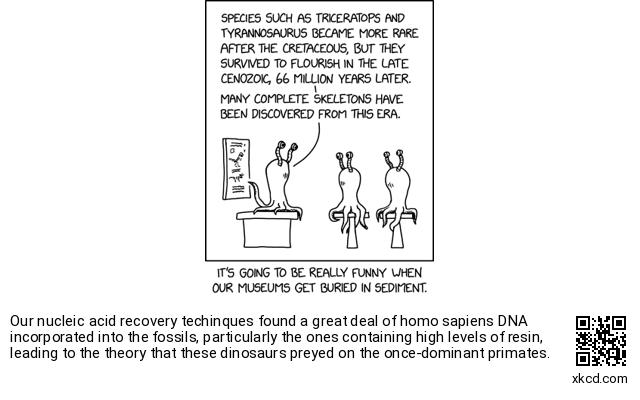 SPECIES SUCH AS TRICERATOPS AND
TYRANNOSAURUS BECAME MORE RARE
AFTER THE CRETACEOUS, BUT THEY
SURVIVED TO FLOURISH IN THE LATE
CENOZOIC, 66 MILLION YEARS LATER.
MANY COMPLETE SKELETONS HAVE
BEEN DISCOVERED FROM THIS ERA.
IT'S GOING TO BE REALLY FUNNY WHEN
OUR MUSEUMS GET BURIED IN SEDIMENT.
Our nucleic acid recovery techinques found a great deal of homo sapiens DNA
incorporated into the fossils, particularly the ones containing high levels of resin,
leading to the theory that these dinosaurs preyed on the once-dominant primates.
xkcd.com